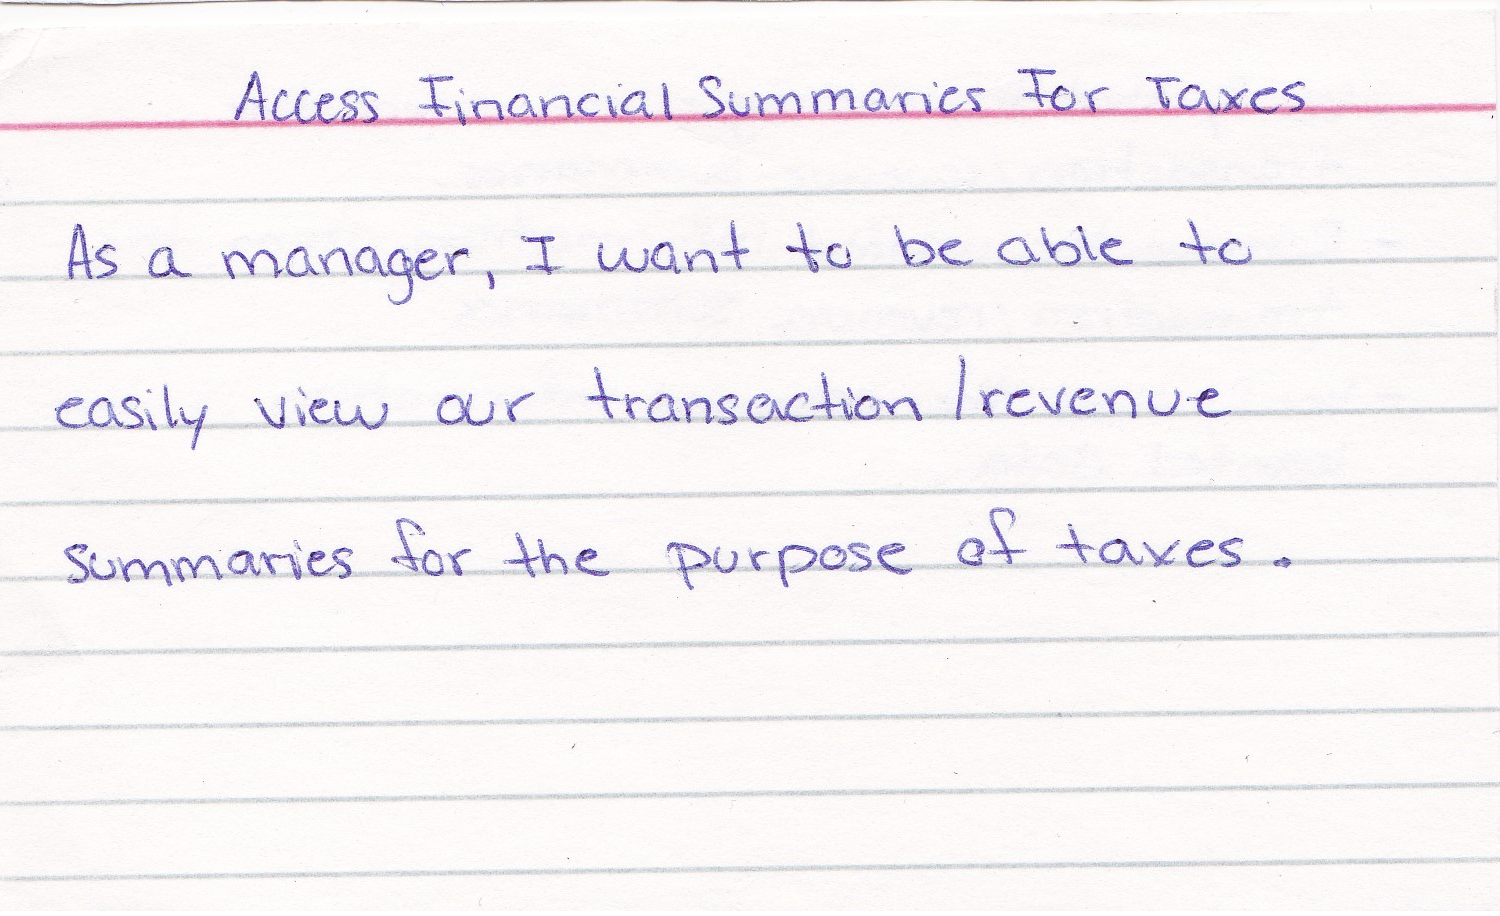 Access Financial Summaries For Taxes
As a manager, I want to be able to
easily view our transaction/revenue
summaries for the purpose of taxes.